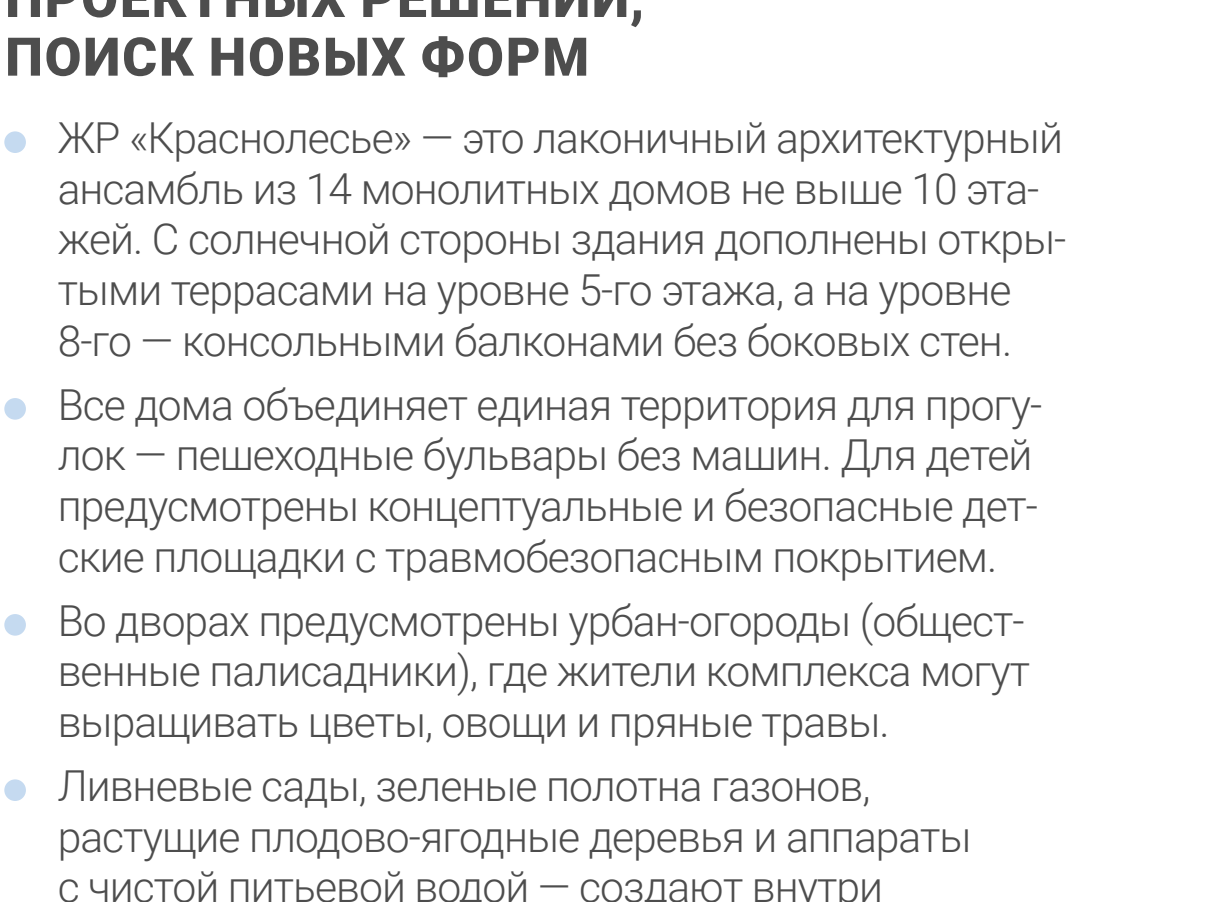 ПРОЕКТНЫХ РЕШЕНИЙ,
ПОИСК НОВЫХ ФОРМ
ЖР «Краснолесье» — это лаконичный архитектурный
ансамбль из 14 монолитных домов не выше 10 эта-
жей. С солнечной стороны здания дополнены откры-
тыми террасами на уровне 5-го этажа, а на уровне
8-го — консольными балконами без боковых стен.
Все дома объединяет единая территория для прогу-
лок — пешеходные бульвары без машин. Для детей
предусмотрены концептуальные и безопасные дет-
ские площадки с травмобезопасным покрытием.
Во дворах предусмотрены урбан-огороды (общест-
венные палисадники), где жители комплекса могут
выращивать цветы, овощи и пряные травы.
Ливневые сады, зеленые полотна газонов,
растущие плодово-ягодные деревья и аппараты
с чистой питьевой водой — создают внутри